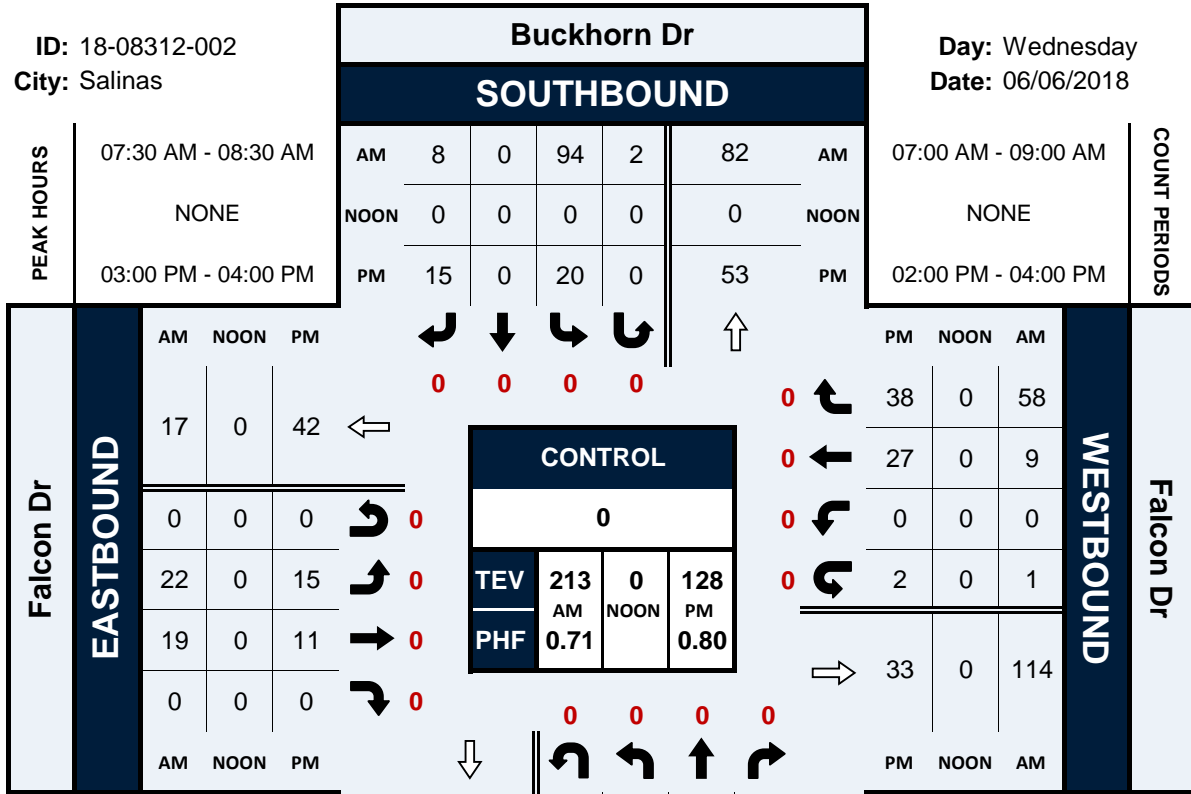 Buckhorn Dr
ID: 18-08312-002
City: Salinas
Day: Wednesday
Date: 06/06/2018
SOUTHBOUND
PEAK HOURS
07:30 AM - 08:30 AM
NONE
03:00 PM - 04:00 PM
AM 8 0 94 2 82 AM
NOON 0 0 0 0 0 NOON
PM 15 0 20 0 53 PM
07:00 AM - 09:00 AM
NONE
02:00 PM - 04:00 PM
COUNT PERIODS
Falcon Dr
EASTBOUND
AM NOON PM
17 0 42
0 0 0 0
22 0 15 0
19 0 11 0
0 0 0 0
AM NOON PM
0 0 0 0
CONTROL
0
TEV 213 0 128
AM NOON PM
PHF 0.71 0.80
0 0 0 0
PM NOON AM
0 38 0 58
0 27 0 9
0 0 0 0
0 2 0 1
33 0 114
PM NOON AM
WESTBOUND
Falcon Dr